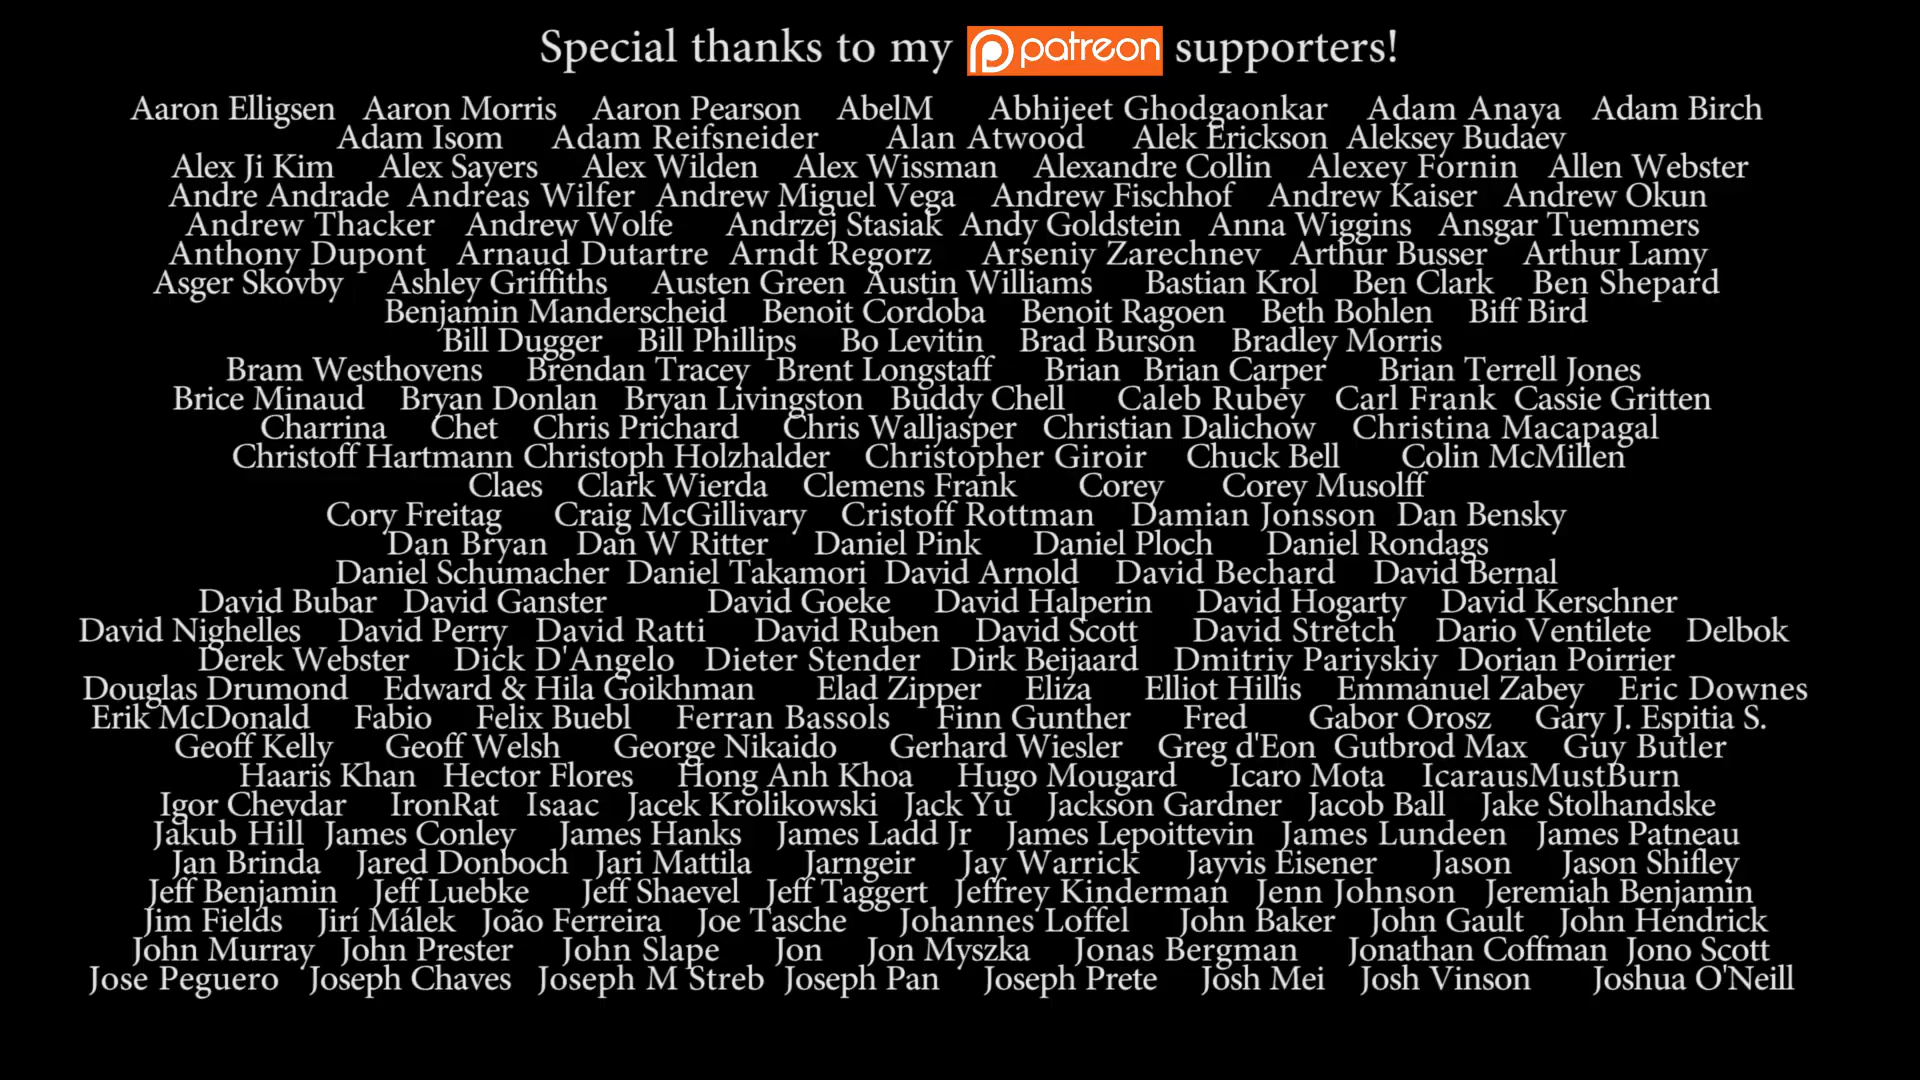 Special thanks to my patreon supporters!
Aaron Elligsen Aaron Morris Aaron Pearson AbelM Abhijeet Ghodgaonkar Adam Anaya Adam Birch
Adam Isom Adam Reifsneider Alan Atwood Alek Erickson Aleksey Budaev
Alex Ji Kim Alex Sayers Alex Wilden Alex Wissman Alexandre Collin Alexey Fornin Allen Webster
Andre Andrade Andreas Wilfer Andrew Miguel Vega Andrew Fischhof Andrew Kaiser Andrew Okun
Andrew Thacker Andrew Wolfe Andrzej Stasiak Andy Goldstein Anna Wiggins Ansgar Tuemmers
Anthony Dupont Arnaud Dutartre Arndt Regorz Arseniy Zarechnev Arthur Busser Arthur Lamy
Asger Skovby Ashley Griffiths Austen Green Austin Williams Bastian Krol Ben Clark Ben Shepard
Benjamin Manderscheid Benoit Cordoba Benoit Ragoen Beth Bohlen Biff Bird
Bill Dugger Bill Phillips Bo Levitin Brad Burson Bradley Morris
Bram Westhovens Brendan Tracey Brent Longstaff Brian Brian Carper Brian Terrell Jones
Brice Minaud Bryan Donlan Bryan Livingston Buddy Chell Caleb Rubey Carl Frank Cassie Gritten
Charrina Chet Chris Prichard Chris Walljasper Christian Dalichow Christina Macapagal
Christoff Hartmann Christoph Holzhalder Christopher Giroir Chuck Bell Colin McMillen
Claes Clark Wierda Clemens Frank Corey Corey Musolff
Cory Freitag Craig McGillivary Cristoff Rottman Damian Jonsson Dan Bensky
Dan Bryan Dan W Ritter Daniel Pink Daniel Ploch Daniel Rondags
Daniel Schumacher Daniel Takamori David Arnold David Bechard David Bernal
David Bubar David Ganster David Goeke David Halperin David Hogarty David Kerschner
David Nighelles David Perry David Ratti David Ruben David Scott David Stretch Dario Ventilete Delbok
Derek Webster Dick D'Angelo Dieter Stender Dirk Beijaard Dmitriy Pariyskiy Dorian Poirrier
Douglas Drumond Edward & Hila Goikhman Elad Zipper Eliza Elliot Hillis Emmanuel Zabey Eric Downes
Erik McDonald Fabio Felix Buebl Ferran Bassols Finn Gunther Fred Gabor Orosz Gary J. Espitia S.
Geoff Kelly Geoff Welsh George Nikaido Gerhard Wiesler Greg d'Eon Gutbrod Max Guy Butler
Haaris Khan Hector Flores Hong Anh Khoa Hugo Mougard Icaro Mota IcarausMustBurn
Igor Chevdar IronRat Isaac Jacek Krolikowski Jack Yu Jackson Gardner Jacob Ball Jake Stolhandske
Jakub Hill James Conley James Hanks James Ladd Jr James Lepoittevin James Lundeen James Patneau
Jan Brinda Jared Donboch Jari Mattila Jarngeir Jay Warrick Jayvis Eisener Jason Jason Shifley
Jeff Benjamin Jeff Luebke Jeff Shaevel Jeff Taggert Jeffrey Kinderman Jenn Johnson Jeremiah Benjamin
Jim Fields Jirí Málek João Ferreira Joe Tasche Johannes Loffel John Baker John Gault John Hendrick
John Murray John Prester John Slape Jon Jon Myszka Jonas Bergman Jonathan Coffman Jono Scott
Jose Peguero Joseph Chaves Joseph M Streb Joseph Pan Joseph Prete Josh Mei Josh Vinson Joshua O'Neill